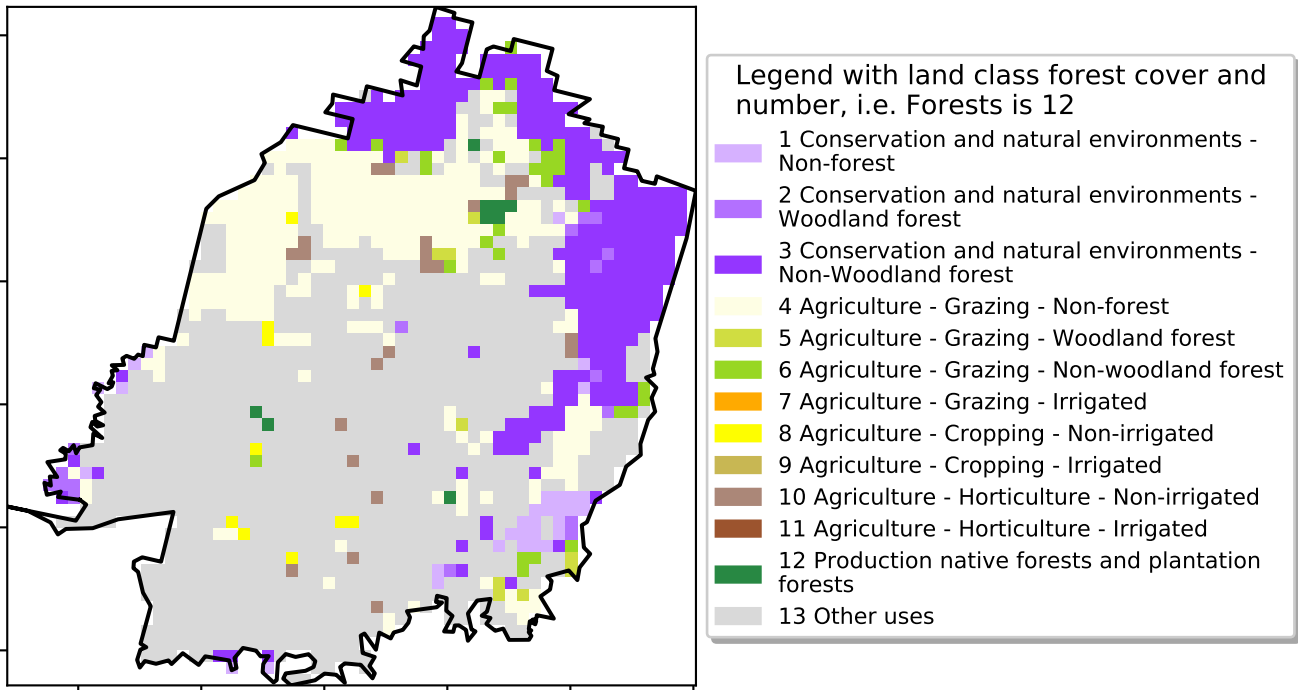 Legend with land class forest cover and
number, i.e. Forests is 12
1 Conservation and natural environments -
Non-forest
2 Conservation and natural environments -
Woodland forest
3 Conservation and natural environments -
Non-Woodland forest
4 Agriculture - Grazing - Non-forest
5 Agriculture - Grazing - Woodland forest
6 Agriculture - Grazing - Non-woodland forest
7 Agriculture - Grazing - Irrigated
8 Agriculture - Cropping - Non-irrigated
9 Agriculture - Cropping - Irrigated
10 Agriculture - Horticulture - Non-irrigated
11 Agriculture - Horticulture - Irrigated
12 Production native forests and plantation
forests
13 Other uses